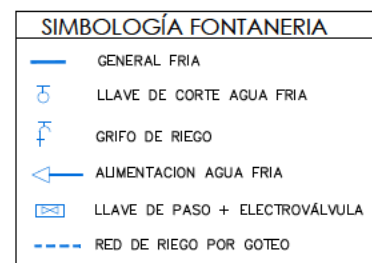 SIMBOLOGÍA FONTANERIA
GENERAL FRIA
LLAVE DE CORTE AGUA FRIA
GRIFO DE RIEGO
ALIMENTACION AGUA FRIA
LLAVE DE PASO + ELECTROVÁLVULA
RED DE RIEGO POR GOTEO